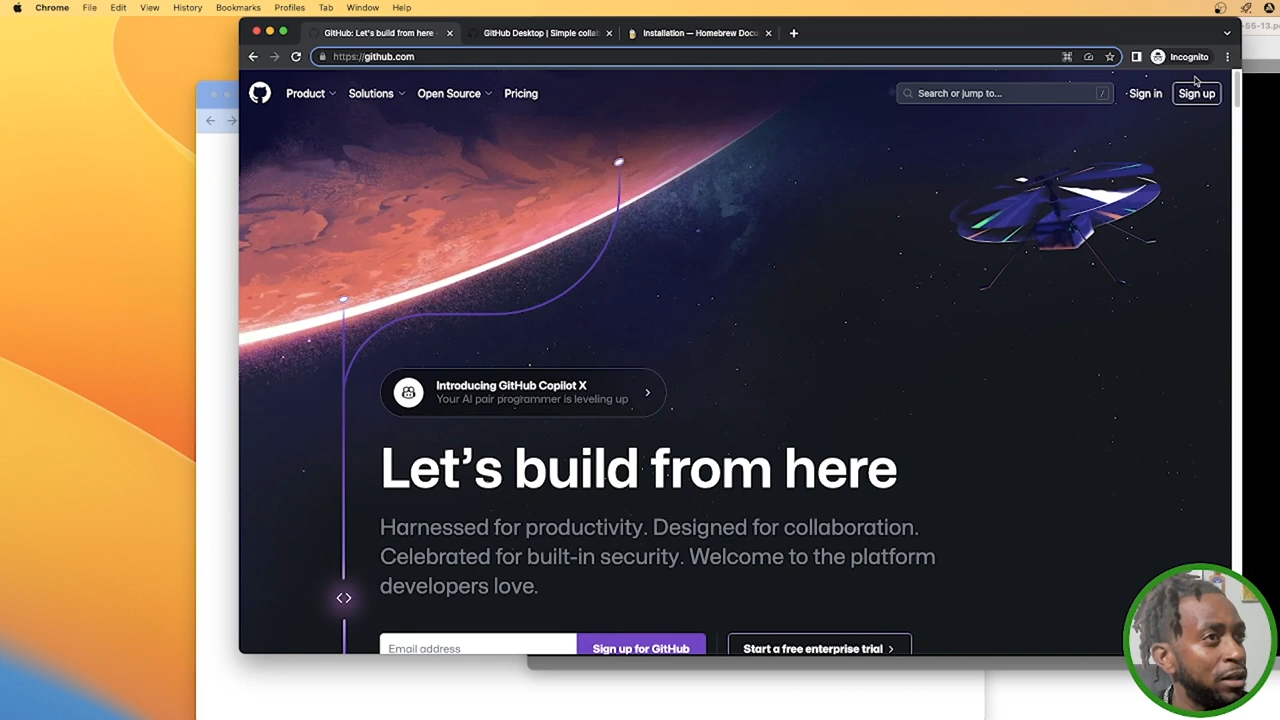 Chrome File Edit View History Bookmarks Profiles Tab Window Help
55-13.p
GitHub: Let's build from here · GitHub Desktop | Simple collab Installation — Homebrew Docu
https://github.com
Incognito
Product Solutions Open Source Pricing
Search or jump to... /
Sign in Sign up
Introducing GitHub Copilot X
Your AI pair programmer is leveling up
Let's build from here
Harnessed for productivity. Designed for collaboration.
Celebrated for built-in security. Welcome to the platform
developers love.
Email address Sign up for GitHub Start a free enterprise trial